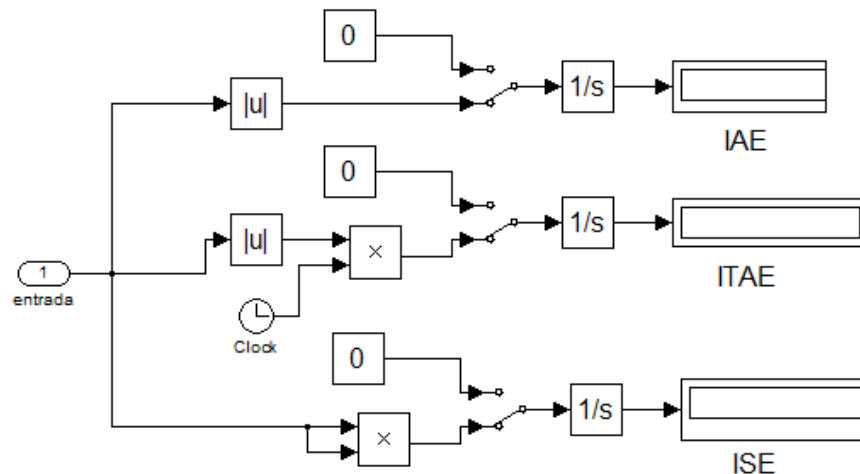 0
|u|
1/s
IAE
0
|u|
×
1/s
ITAE
1
entrada
Clock
0
×
1/s
ISE